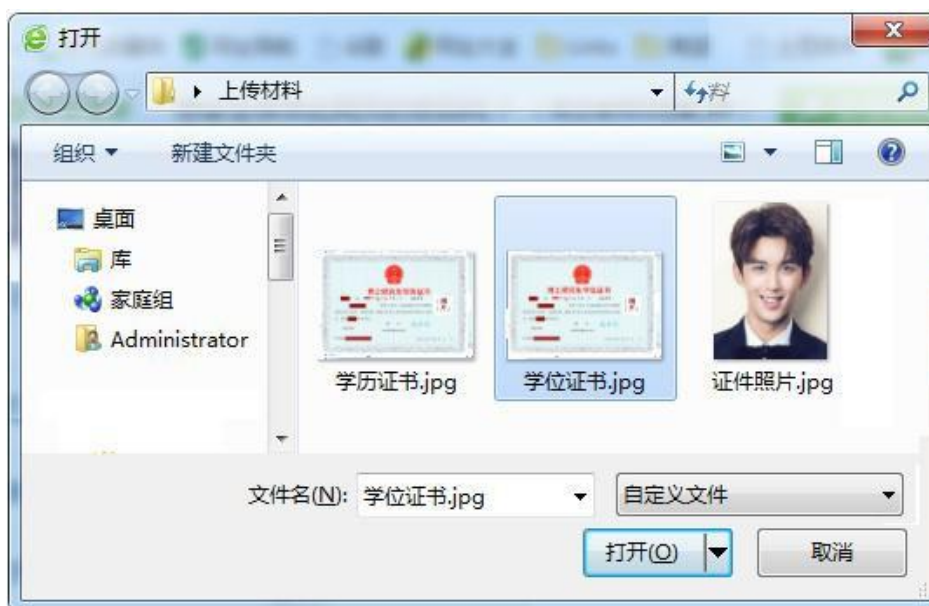 打开
上传材料
料
组织
新建文件夹
桌面
库
家庭组
Administrator
学历证书.jpg
学位证书.jpg
证件照片.jpg
文件名(N):
学位证书.jpg
自定义文件
打开(O)
取消